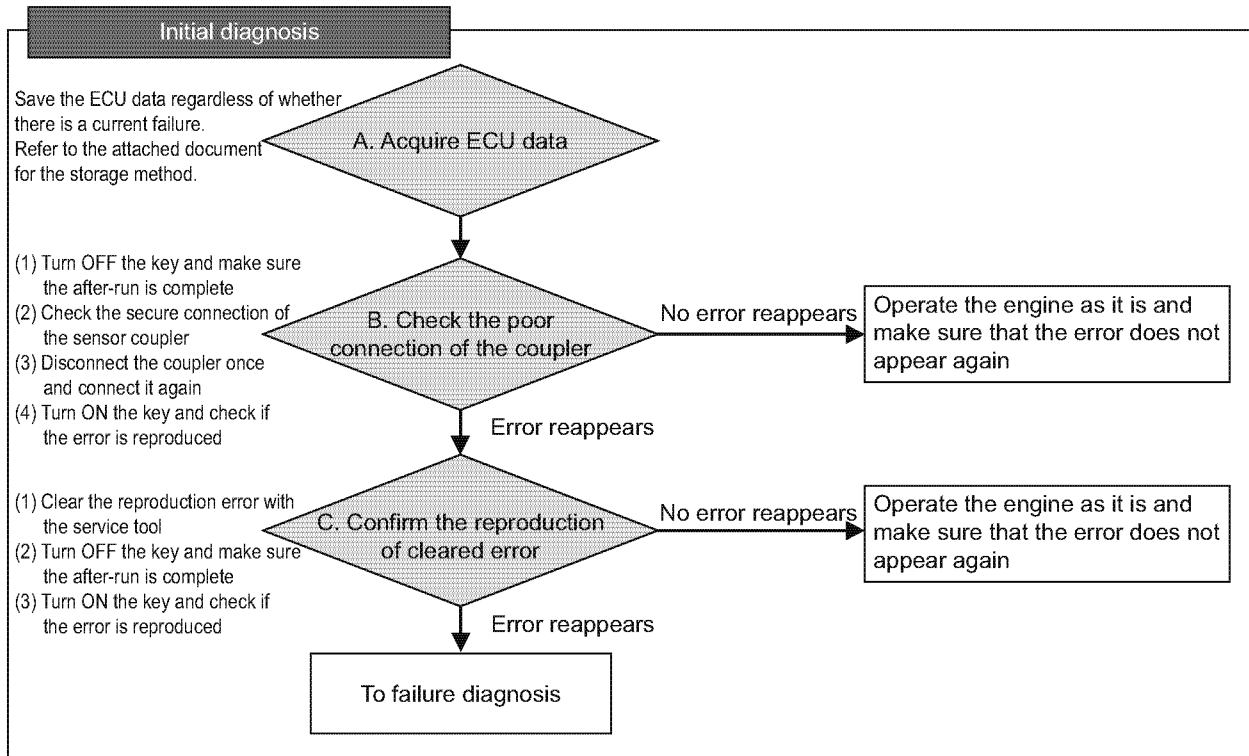 Initial diagnosis
Save the ECU data regardless of whether
there is a current failure.
Refer to the attached document
for the storage method.
A. Acquire ECU data
(1) Turn OFF the key and make sure
the after-run is complete
(2) Check the secure connection of
the sensor coupler
(3) Disconnect the coupler once
and connect it again
(4) Turn ON the key and check if
the error is reproduced
B. Check the poor
connection of the coupler
No error reappears
Operate the engine as it is and
make sure that the error does not
appear again
Error reappears
(1) Clear the reproduction error with
the service tool
(2) Turn OFF the key and make sure
the after-run is complete
(3) Turn ON the key and check if
the error is reproduced
C. Confirm the reproduction
of cleared error
No error reappears
Operate the engine as it is and
make sure that the error does not
appear again
Error reappears
To failure diagnosis